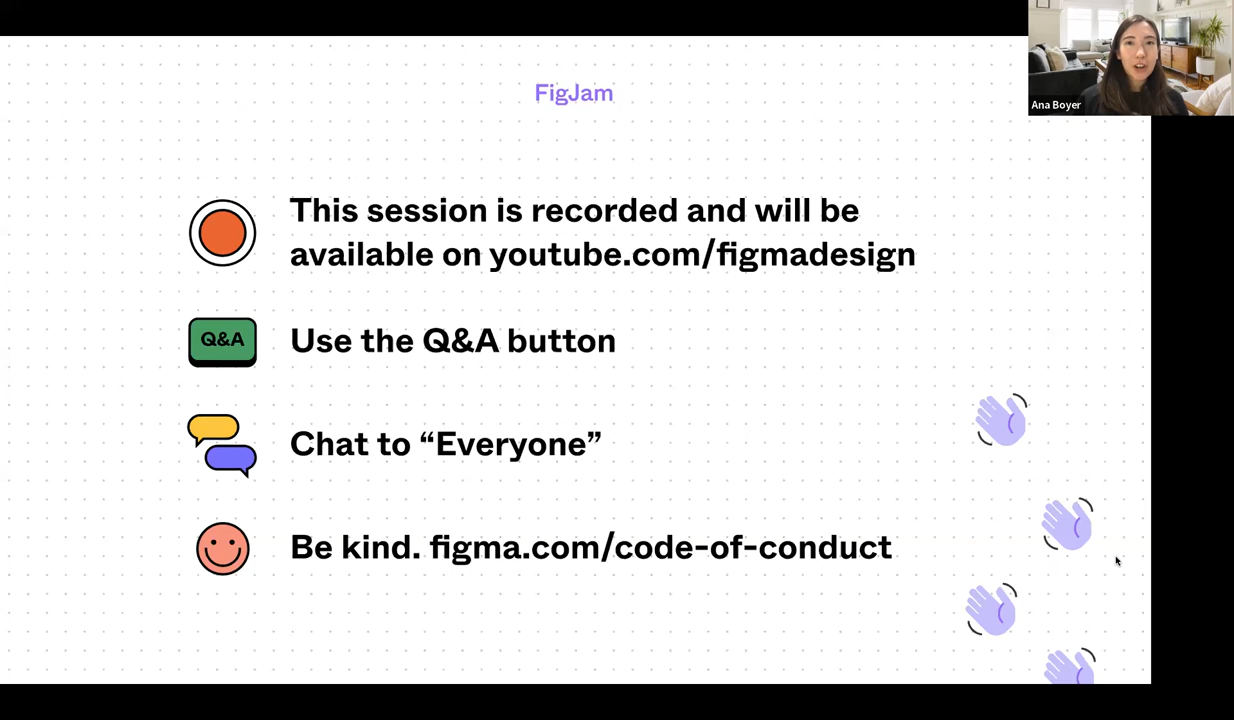 FigJam
Ana Boyer
This session is recorded and will be
available on youtube.com/figmadesign
Q&A
Use the Q&A button
Chat to “Everyone”
Be kind. figma.com/code-of-conduct